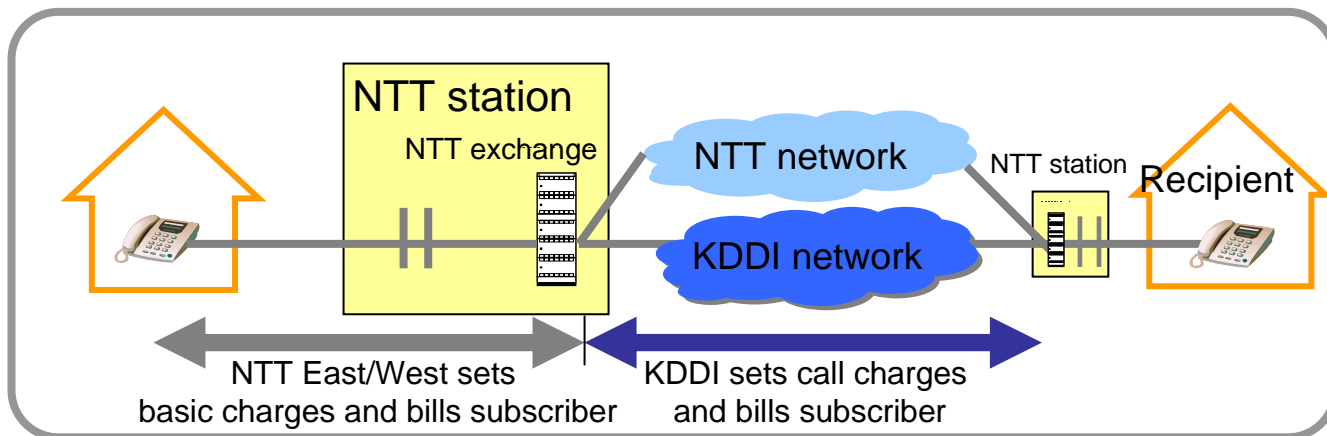 NTT station
NTT exchange
NTT network
NTT station
Recipient
KDDI network
NTT East/West sets
basic charges and bills subscriber
KDDI sets call charges
and bills subscriber